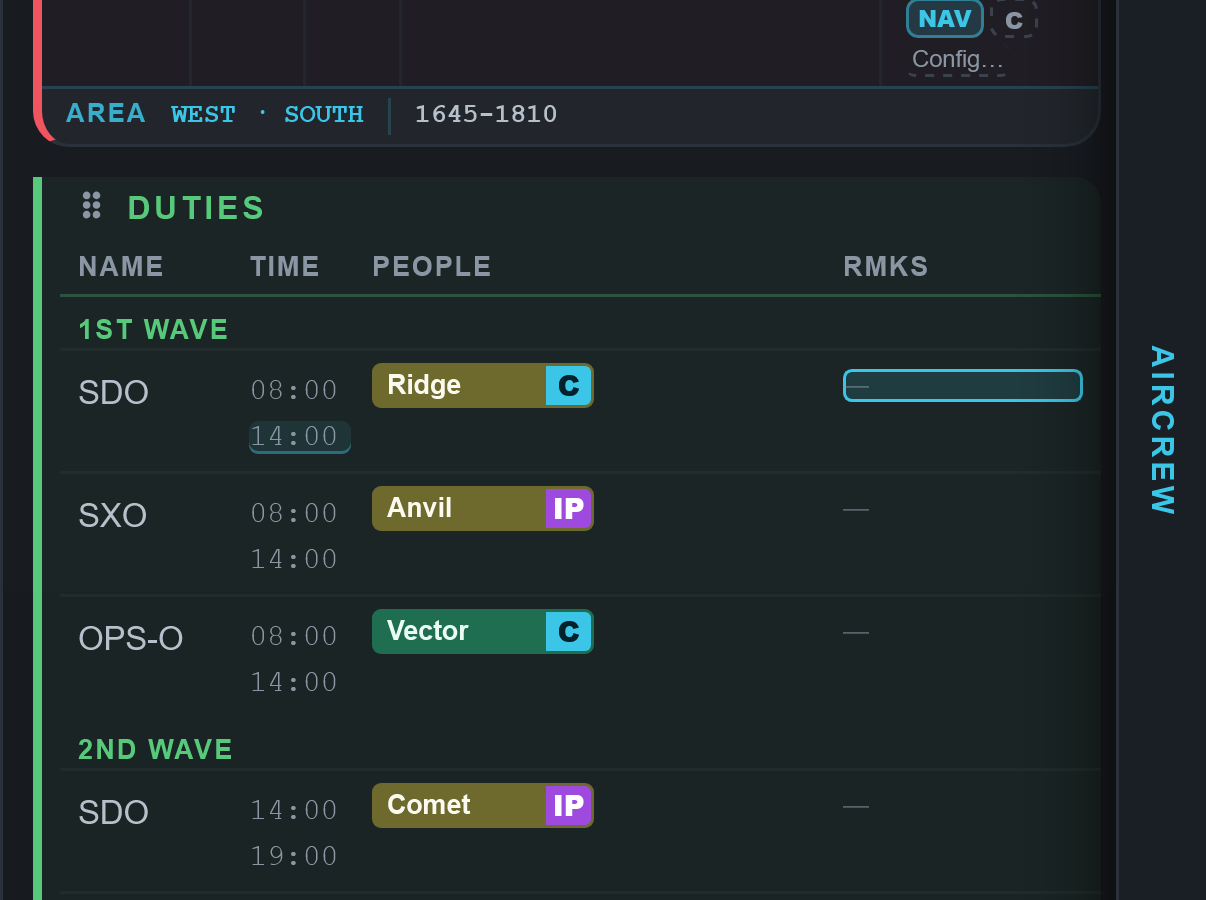 NAV C
Config…
AREA WEST · SOUTH 1645–1810
DUTIES
NAME TIME PEOPLE RMKS
1ST WAVE
SDO 08:00 Ridge C —
14:00
SXO 08:00 Anvil IP —
14:00
OPS-O 08:00 Vector C —
14:00
2ND WAVE
SDO 14:00 Comet IP —
19:00
AIRCREW